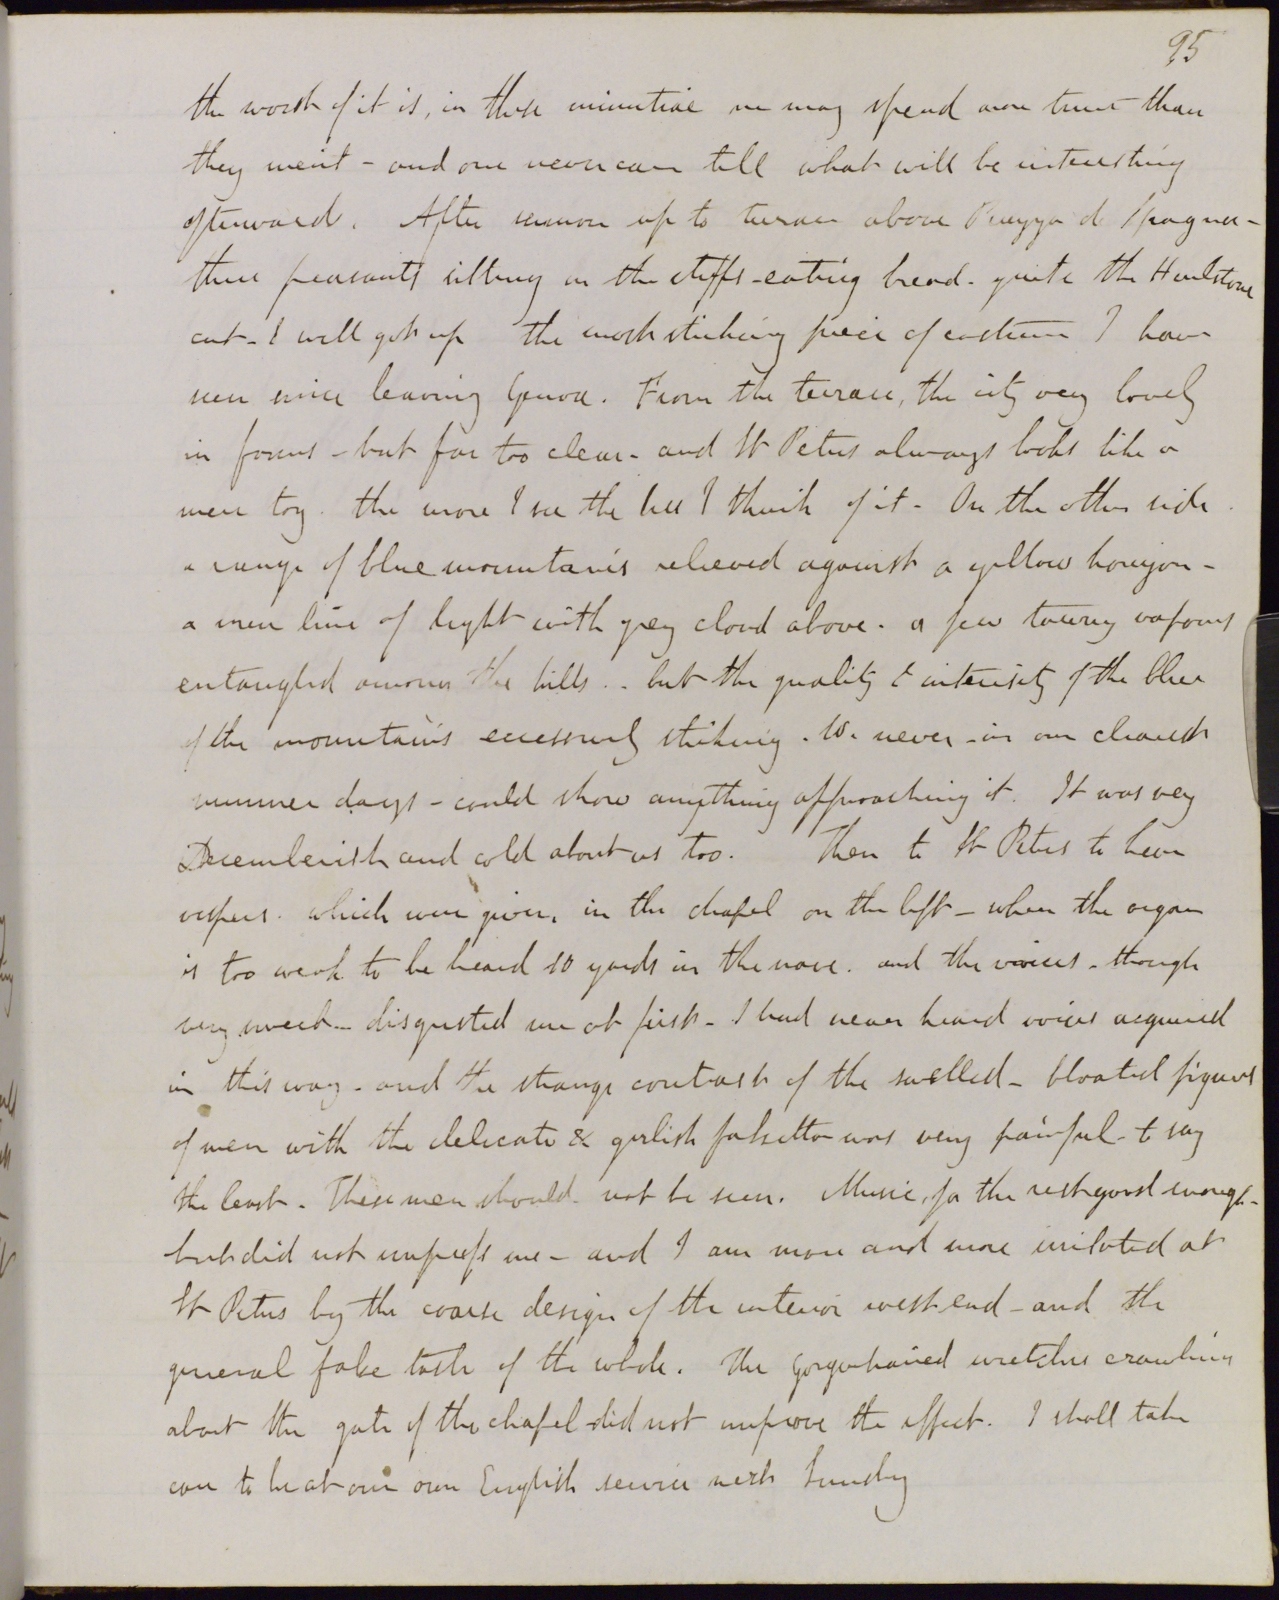 95
the worst of it is, in these minutiae we may spend more time than
they merit - and one never can tell what will be interesting
afterward. After sermon up to terrace above Piazza di Spagna -
three peasants sitting on the steps - eating bread - quite the
cut - & well got up the most striking piece of costume I have
seen since leaving Genoa. From the terrace, the city very lovely
in forms - but far too clear - and St Peters always looks like a
mere toy. the more I see the less I think of it - On the other side
a range of blue mountains relieved against a yellow horizon -
a mere line of light with grey cloud above - a few tawny vapours
entangled among the hills - but the quality & intensity of the blue
of the mountains excessively striking. We never - in our clearest
summer days - could show anything approaching it. It was very
Decemberish and cold about us too. Then to St Peters to hear
vespers. which were given, in the chapel on the left - where the organ
is too weak to be heard 10 yards in the nave. and the voices - though
very sweet - disgusted me at first - I had never heard voices acquired
in this way - and the strange contrast of the swelled - bloated figures
of men with the delicate & girlish falsetto was very painful - to say
the least. These men should not be seen. Music, for the rest good enough -
but did not impress me - and I am more and more irritated at
St Peters by the coarse design of the interior west end - and the
general false taste of the whole. The wretches crawling
about the gate of the chapel did not improve the effect. I shall take
care to be at our own English service next Sunday